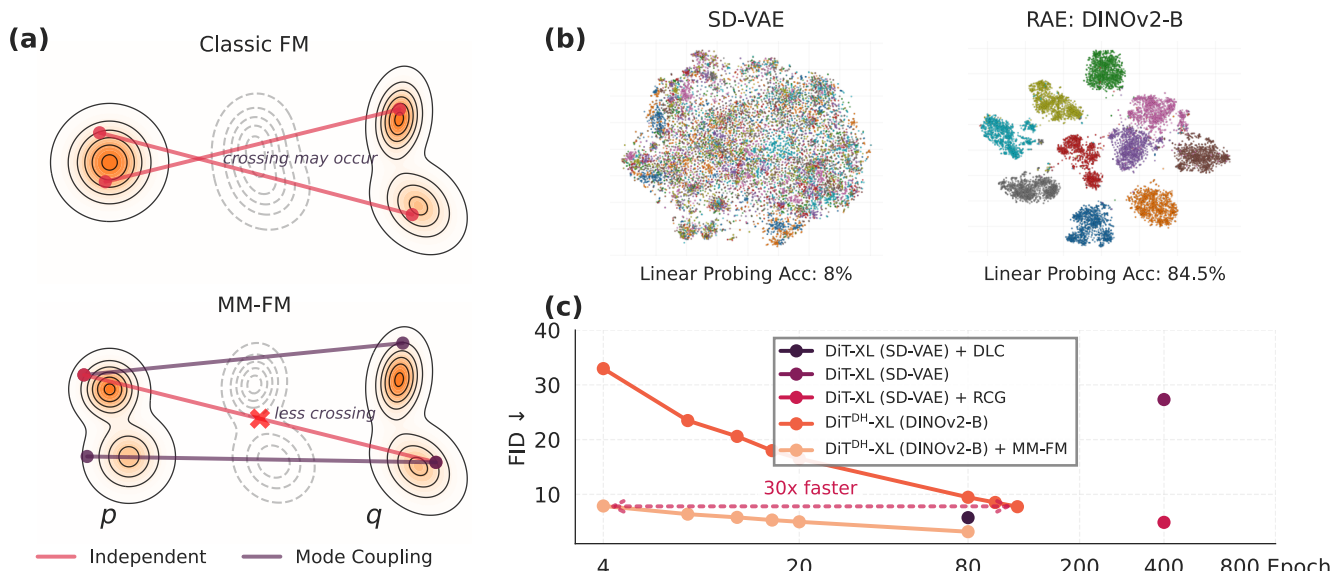 (a)
Classic FM
crossing may occur
MM-FM
less crossing
p
q
Independent
Mode Coupling
(b)
SD-VAE
RAE: DINOv2-B
Linear Probing Acc: 8%
Linear Probing Acc: 84.5%
(c)
FID ↓
40
30
20
10
DiT-XL (SD-VAE) + DLC
DiT-XL (SD-VAE)
DiT-XL (SD-VAE) + RCG
DiTᴰᴴ-XL (DINOv2-B)
DiTᴰᴴ-XL (DINOv2-B) + MM-FM
30x faster
4 20 80 200 400 800 Epoch